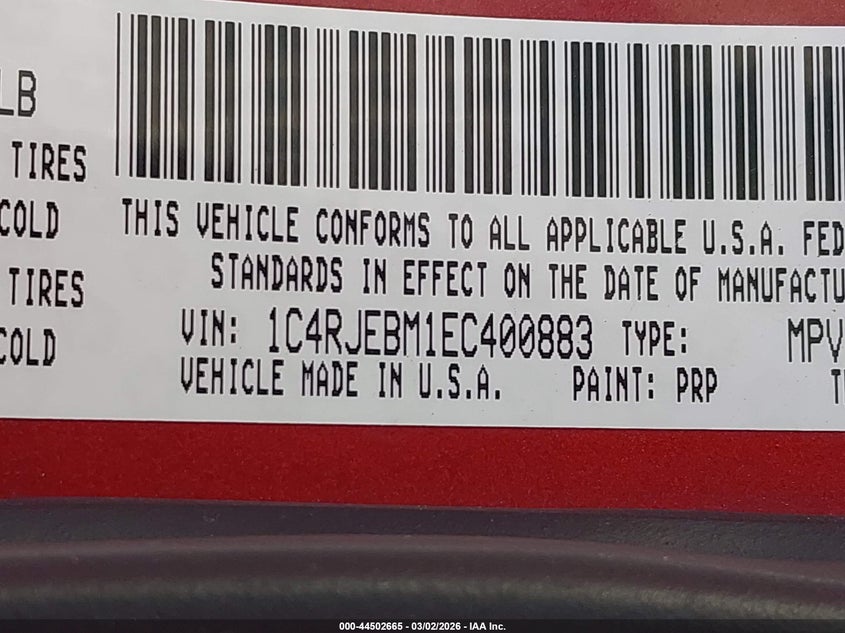 LB
TIRES
COLD
THIS VEHICLE CONFORMS TO ALL APPLICABLE U.S.A. FED
STANDARDS IN EFFECT ON THE DATE OF MANUFACTU
TIRES
VIN: 1C4RJEBM1EC400883 TYPE: MPV
COLD
VEHICLE MADE IN U.S.A. PAINT: PRP
000-44502665 - 03/02/2026 - IAA Inc.